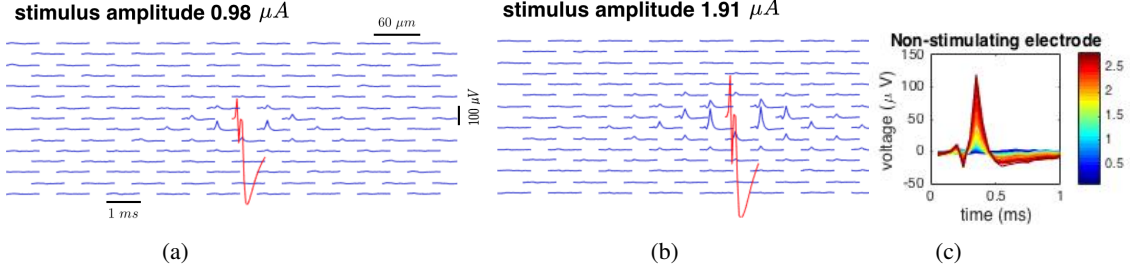 stimulus amplitude 0.98 μA
60 μm
1 ms
(a)
stimulus amplitude 1.91 μA
100 μV
(b)
Non-stimulating electrode
voltage (μ V)
150
100
50
0
-50
0
0.5
1
time (ms)
2.5
2
1.5
1
0.5
(c)